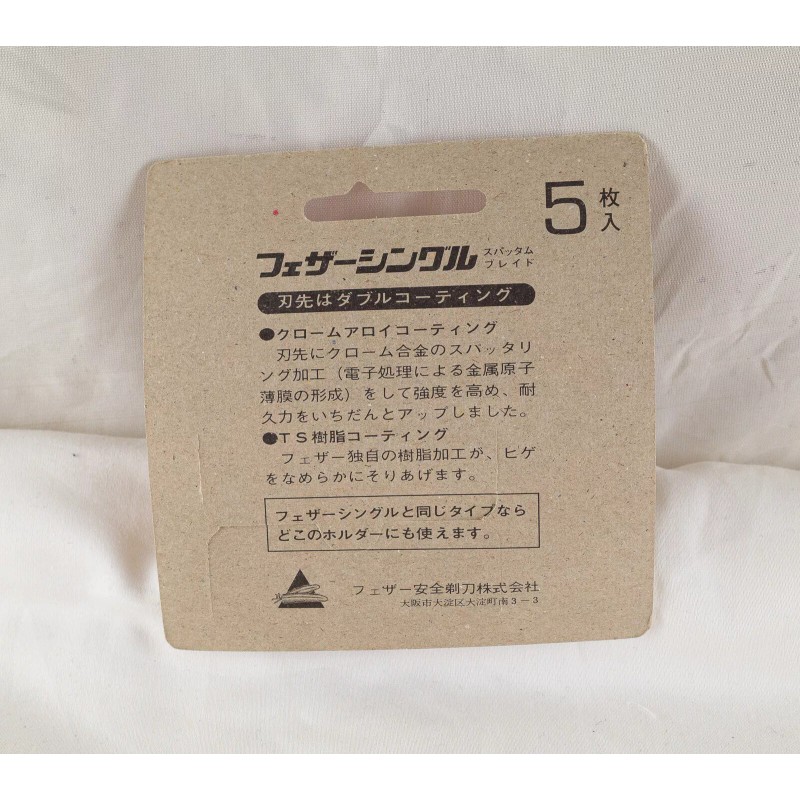 5枚入
フェザーシングル スパッタム
ブレイド
刃先はダブルコーティング
●クロームアロイコーティング
刃先にクローム合金のスパッタリ
ング加工(電子処理による金属原子
薄膜の形成)をして強度を高め、耐
久力をいちだんとアップしました。
●TS樹脂コーティング
フェザー独自の樹脂加工が、ヒゲ
をなめらかにそりあげます。
フェザーシングルと同じタイプなら
どこのホルダーにも使えます。
フェザー安全剃刀株式会社
大阪市大淀区大淀町南3-3